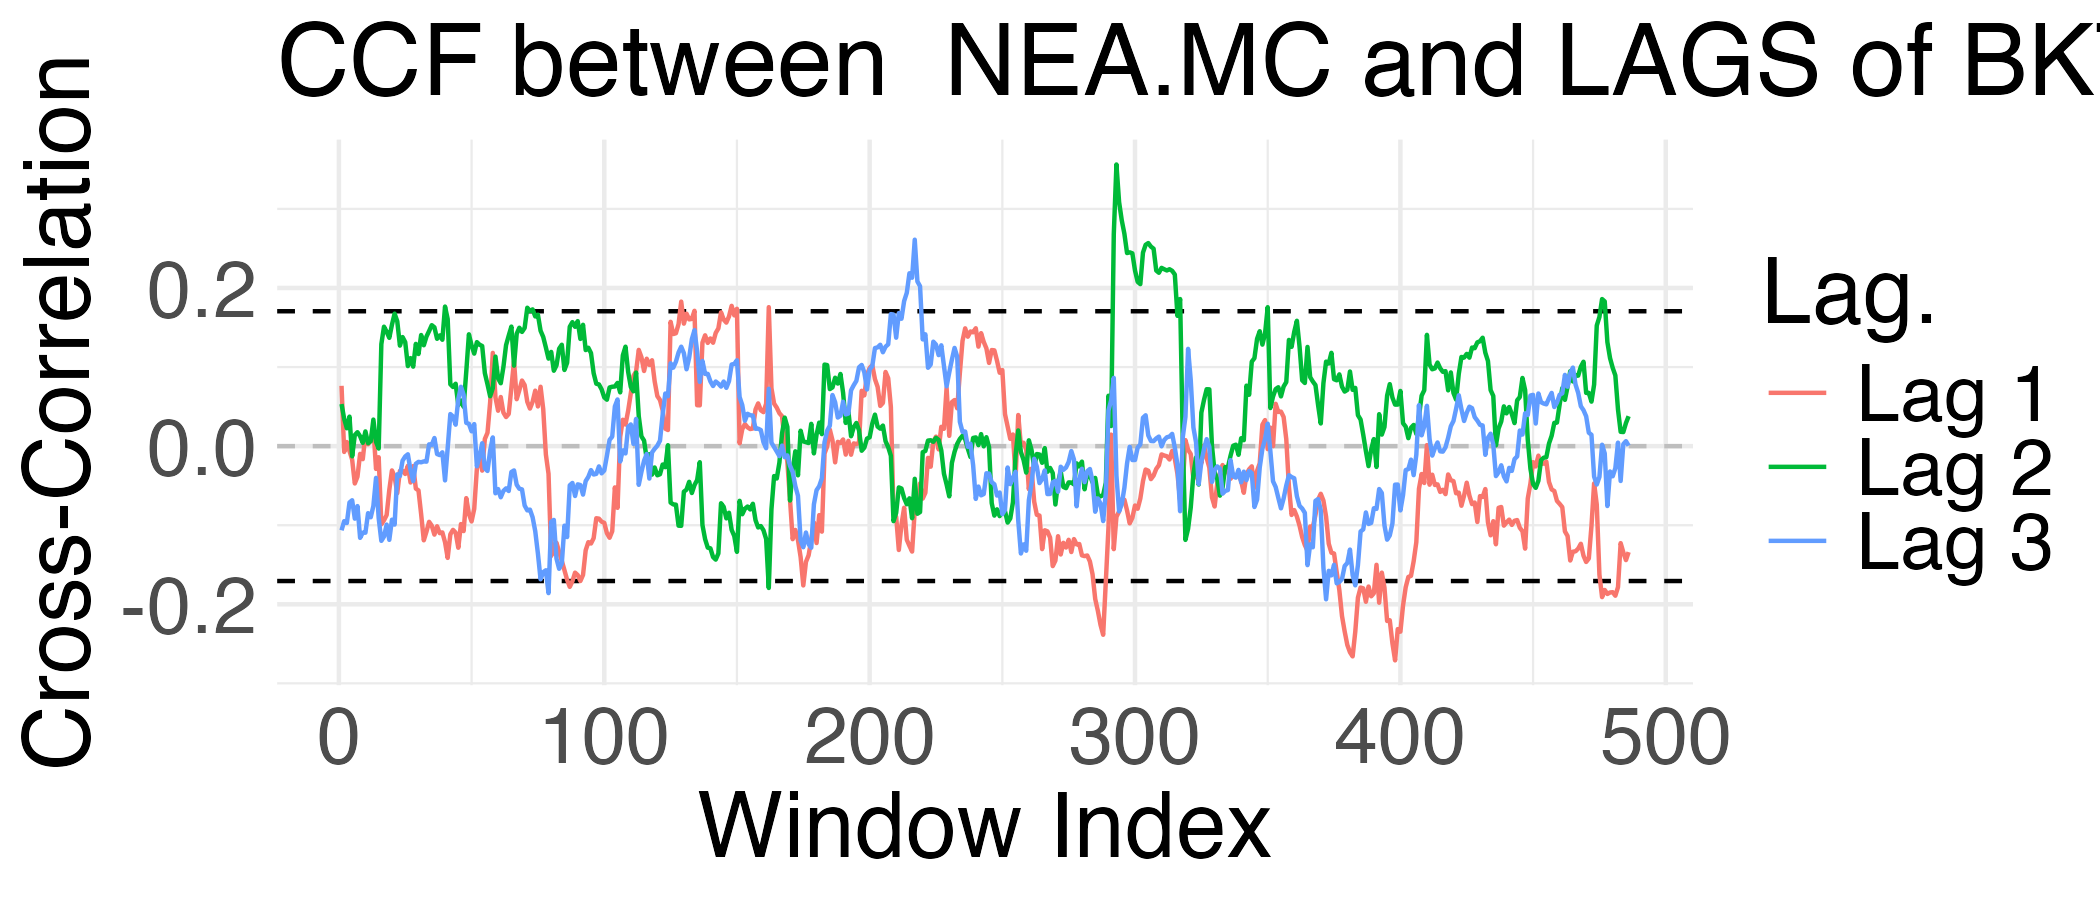 CCF between NEA.MC and LAGS of
Cross-Correlation
0.2
0.0
-0.2
0 100 200 300 400 500
Window Index
Lag.
Lag 1
Lag 2
Lag 3